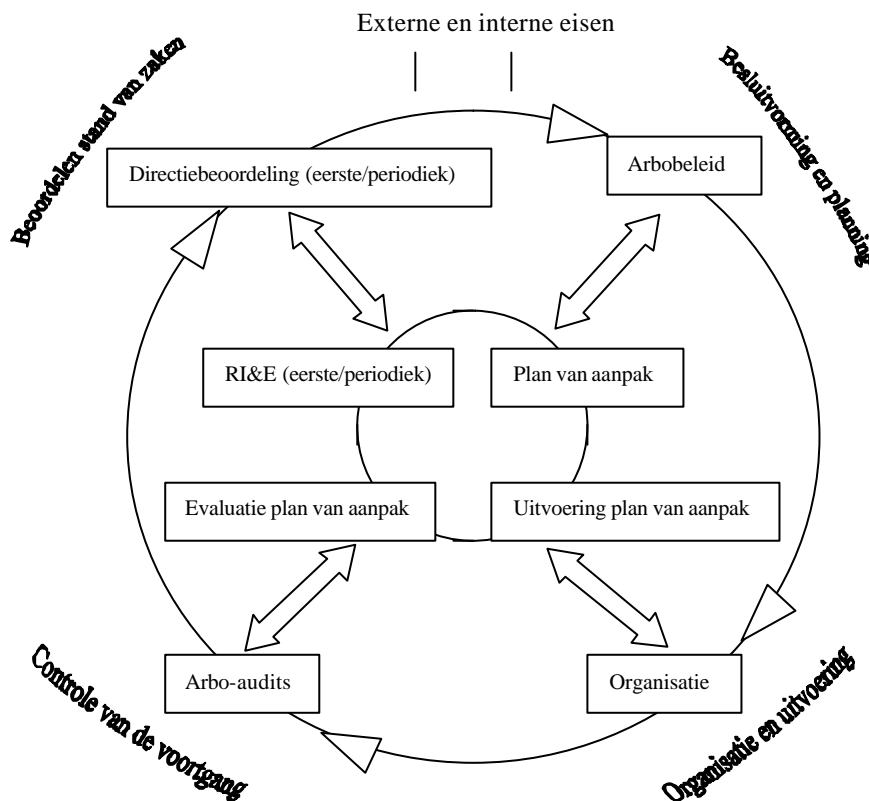 Externe en interne eisen
Beoordelen stand van zaken
Besluitvorming en planning
Directiebeoordeling (eerste/periodiek)
Arbobeleid
RI&E (eerste/periodiek)
Plan van aanpak
Evaluatie plan van aanpak
Uitvoering plan van aanpak
Arbo-audits
Organisatie
Controle van de voortgang
Organisatie en uitvoering